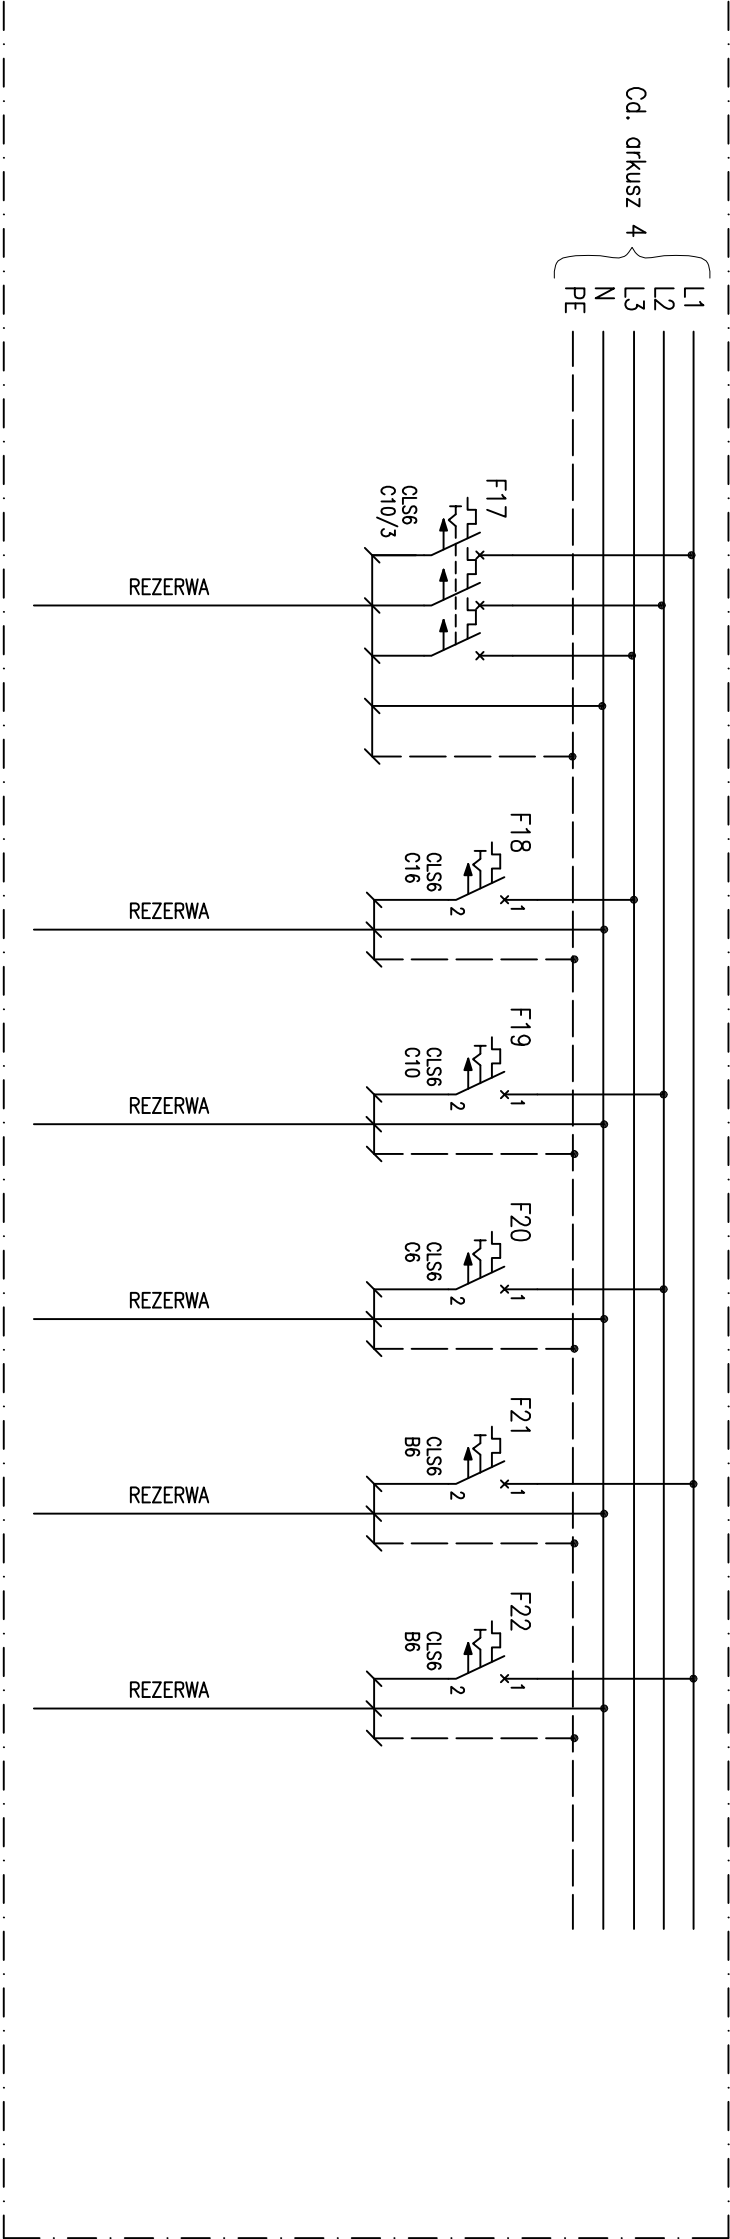 Cd. arkusz 4
L1
L2
L3
N
PE
F17
CLS6
C10/3
REZERWA
F18
CLS6
C16
1
2
REZERWA
F19
CLS6
C10
1
2
REZERWA
F20
CLS6
C6
1
2
REZERWA
F21
CLS6
B6
1
2
REZERWA
F22
CLS6
B6
1
2
REZERWA